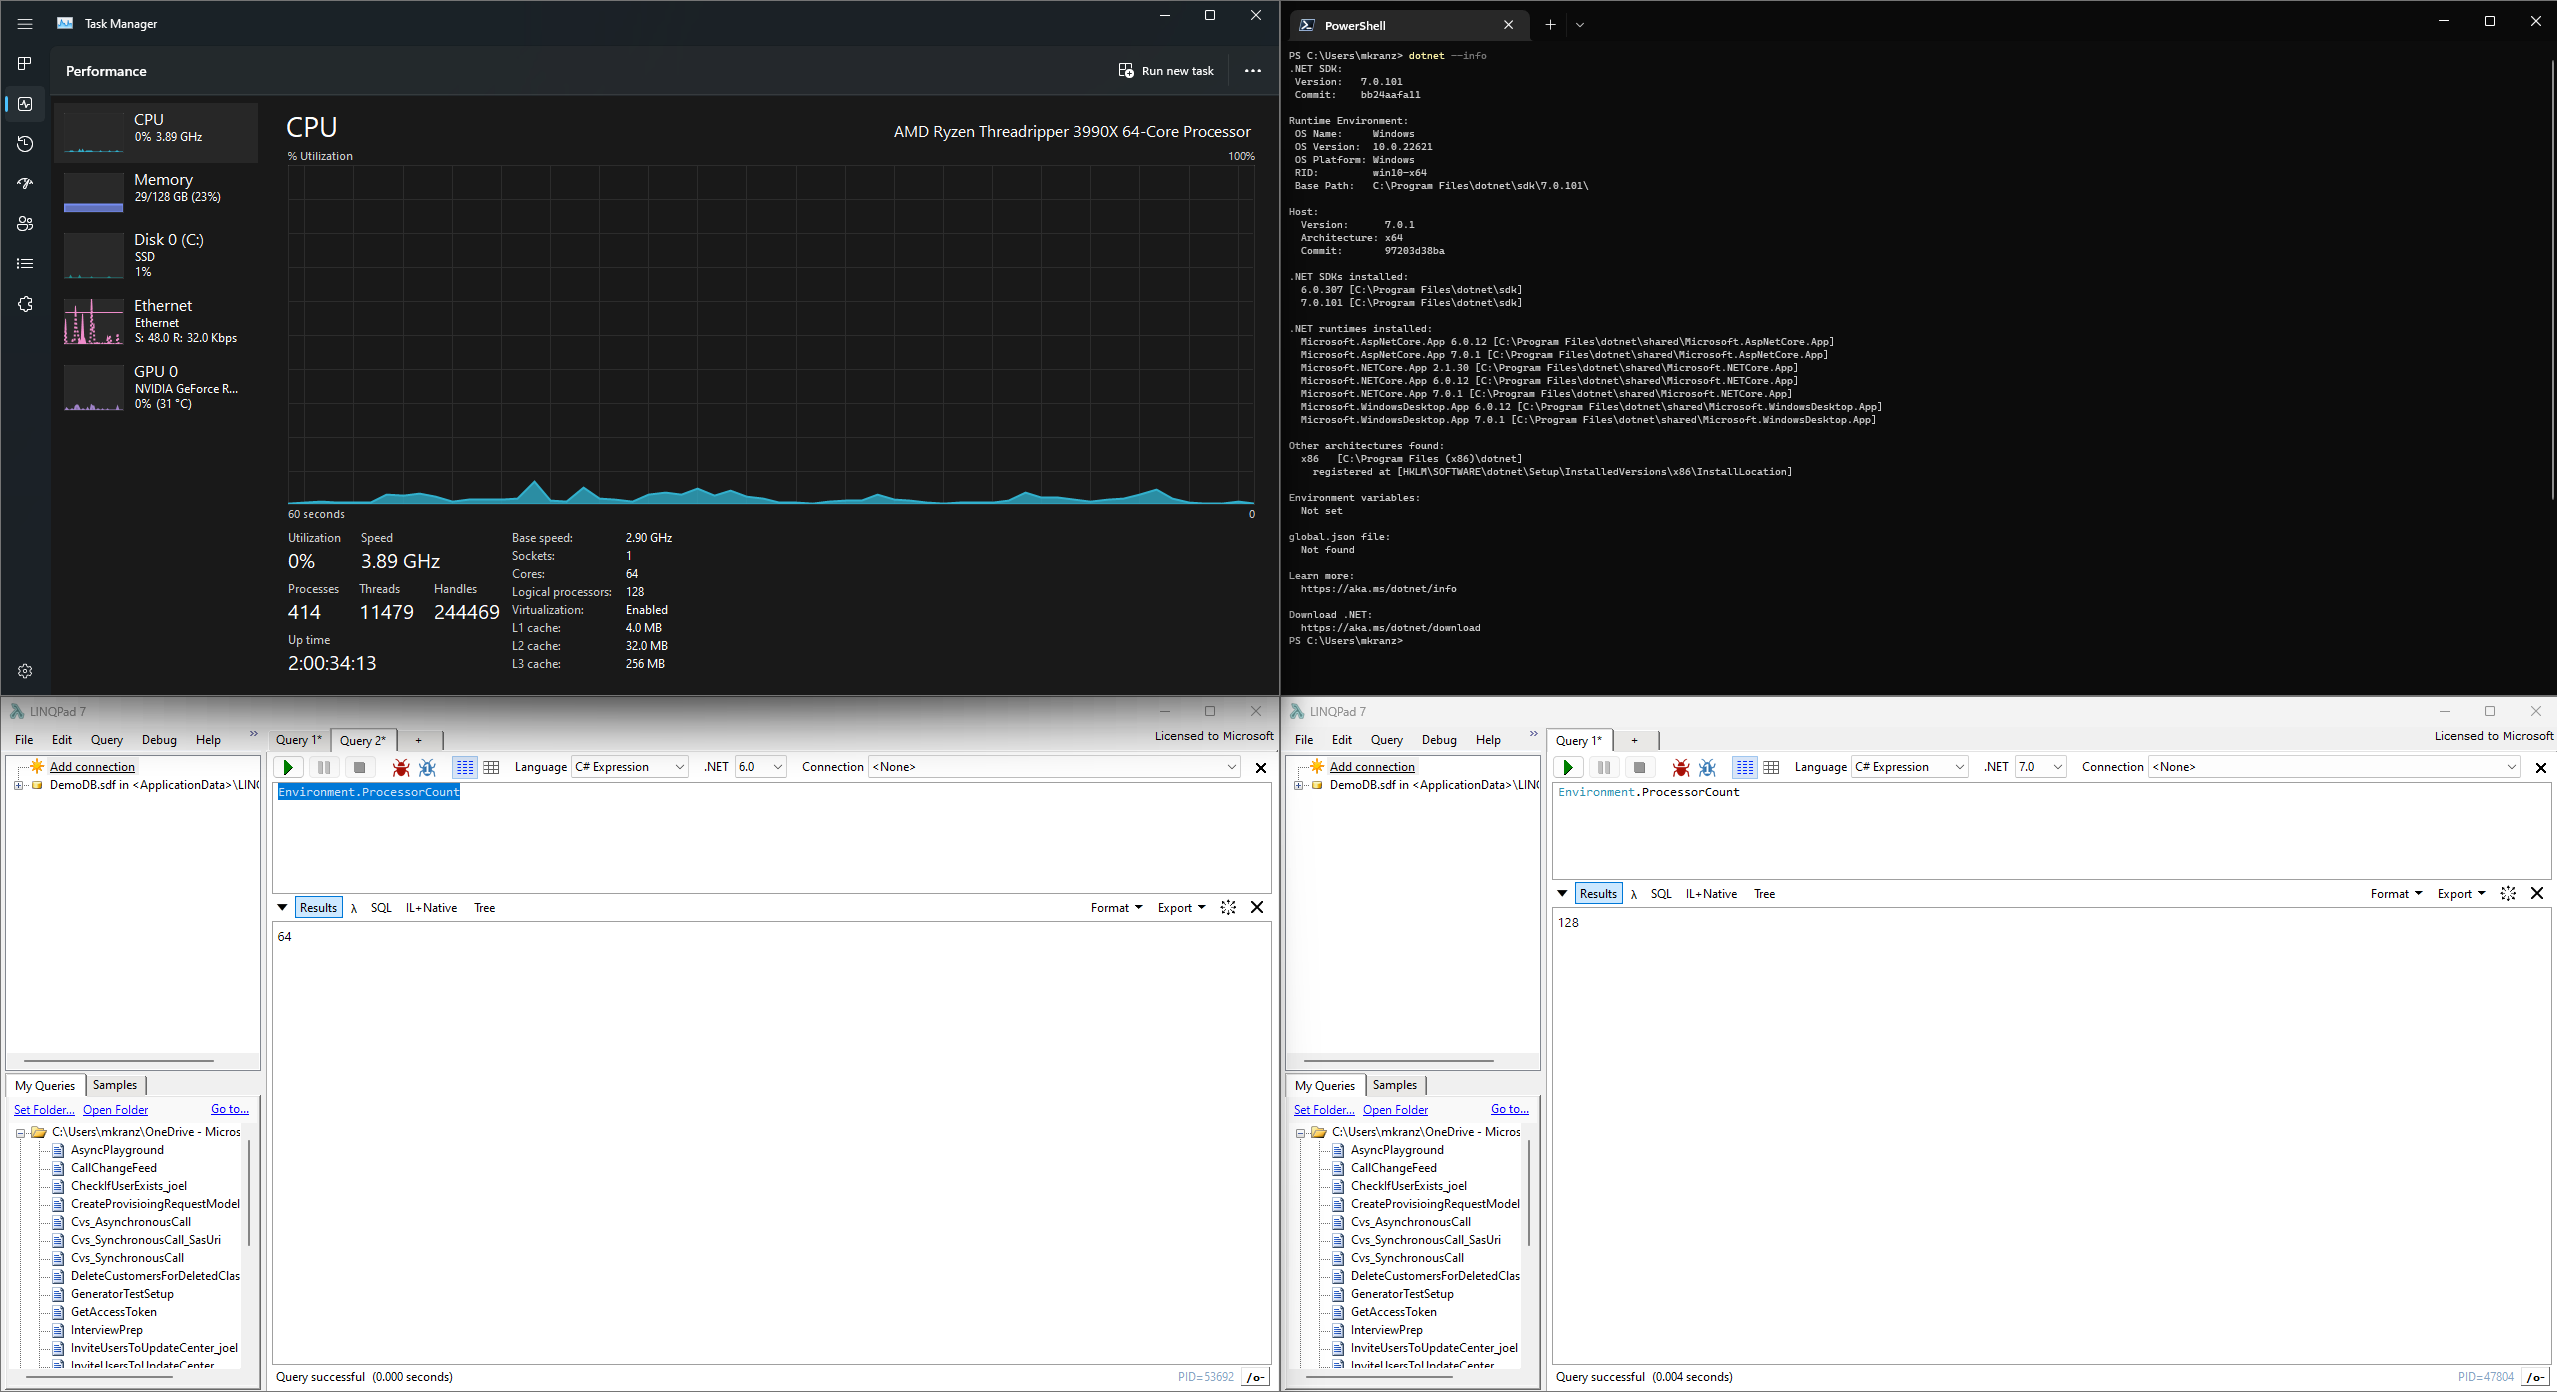 Task Manager
Performance
Run new task
CPU
0% 3.89 GHz
Memory
29/128 GB (23%)
Disk 0 (C:)
SSD
1%
Ethernet
Ethernet
S: 48.0 R: 32.0 Kbps
GPU 0
NVIDIA GeForce R...
0% (31 °C)
CPU
AMD Ryzen Threadripper 3990X 64-Core Processor
% Utilization
100%
60 seconds
0
Utilization Speed
0% 3.89 GHz
Processes Threads Handles
414 11479 244469
Up time
2:00:34:13
Base speed: 2.90 GHz
Sockets: 1
Cores: 64
Logical processors: 128
Virtualization: Enabled
L1 cache: 4.0 MB
L2 cache: 32.0 MB
L3 cache: 256 MB
PowerShell
PS C:\Users\mkranz> dotnet --info
.NET SDK:
Version: 7.0.101
Commit: bb24aafa11
Runtime Environment:
OS Name: Windows
OS Version: 10.0.22621
OS Platform: Windows
RID: win10-x64
Base Path: C:\Program Files\dotnet\sdk\7.0.101\
Host:
Version: 7.0.1
Architecture: x64
Commit: 97203d38ba
.NET SDKs installed:
6.0.307 [C:\Program Files\dotnet\sdk]
7.0.101 [C:\Program Files\dotnet\sdk]
.NET runtimes installed:
Microsoft.AspNetCore.App 6.0.12 [C:\Program Files\dotnet\shared\Microsoft.AspNetCore.App]
Microsoft.AspNetCore.App 7.0.1 [C:\Program Files\dotnet\shared\Microsoft.AspNetCore.App]
Microsoft.NETCore.App 2.1.30 [C:\Program Files\dotnet\shared\Microsoft.NETCore.App]
Microsoft.NETCore.App 6.0.12 [C:\Program Files\dotnet\shared\Microsoft.NETCore.App]
Microsoft.NETCore.App 7.0.1 [C:\Program Files\dotnet\shared\Microsoft.NETCore.App]
Microsoft.WindowsDesktop.App 6.0.12 [C:\Program Files\dotnet\shared\Microsoft.WindowsDesktop.App]
Microsoft.WindowsDesktop.App 7.0.1 [C:\Program Files\dotnet\shared\Microsoft.WindowsDesktop.App]
Other architectures found:
x86 [C:\Program Files (x86)\dotnet]
registered at [HKLM\SOFTWARE\dotnet\Setup\InstalledVersions\x86\InstallLocation]
Environment variables:
Not set
global.json file:
Not found
Learn more:
https://aka.ms/dotnet/info
Download .NET:
https://aka.ms/dotnet/download
PS C:\Users\mkranz>
LINQPad 7
File Edit Query Debug Help »
Query 1* Query 2* +
Licensed to Microsoft
Add connection
DemoDB.sdf in <ApplicationData>\LINQ
Language C# Expression .NET 6.0 Connection <None>
Environment.ProcessorCount
Results λ SQL IL+Native Tree
Format Export
64
My Queries Samples
Set Folder... Open Folder Go to...
C:\Users\mkranz\OneDrive - Micros
AsyncPlayground
CallChangeFeed
CheckIfUserExists_joel
CreateProvisioingRequestModel
Cvs_AsynchronousCall
Cvs_SynchronousCall_SasUri
Cvs_SynchronousCall
DeleteCustomersForDeletedClas
GeneratorTestSetup
GetAccessToken
InterviewPrep
InviteUsersToUpdateCenter_joel
InviteUsersToUpdateCenter
Query successful (0.000 seconds)
PID=53692 /o-
LINQPad 7
File Edit Query Debug Help »
Query 1* +
Licensed to Microsoft
Add connection
DemoDB.sdf in <ApplicationData>\LINQ
Language C# Expression .NET 7.0 Connection <None>
Environment.ProcessorCount
Results λ SQL IL+Native Tree
Format Export
128
My Queries Samples
Set Folder... Open Folder Go to...
C:\Users\mkranz\OneDrive - Micros
AsyncPlayground
CallChangeFeed
CheckIfUserExists_joel
CreateProvisioingRequestModel
Cvs_AsynchronousCall
Cvs_SynchronousCall_SasUri
Cvs_SynchronousCall
DeleteCustomersForDeletedClas
GeneratorTestSetup
GetAccessToken
InterviewPrep
InviteUsersToUpdateCenter_joel
InviteUsersToUpdateCenter
Query successful (0.004 seconds)
PID=47804 /o-